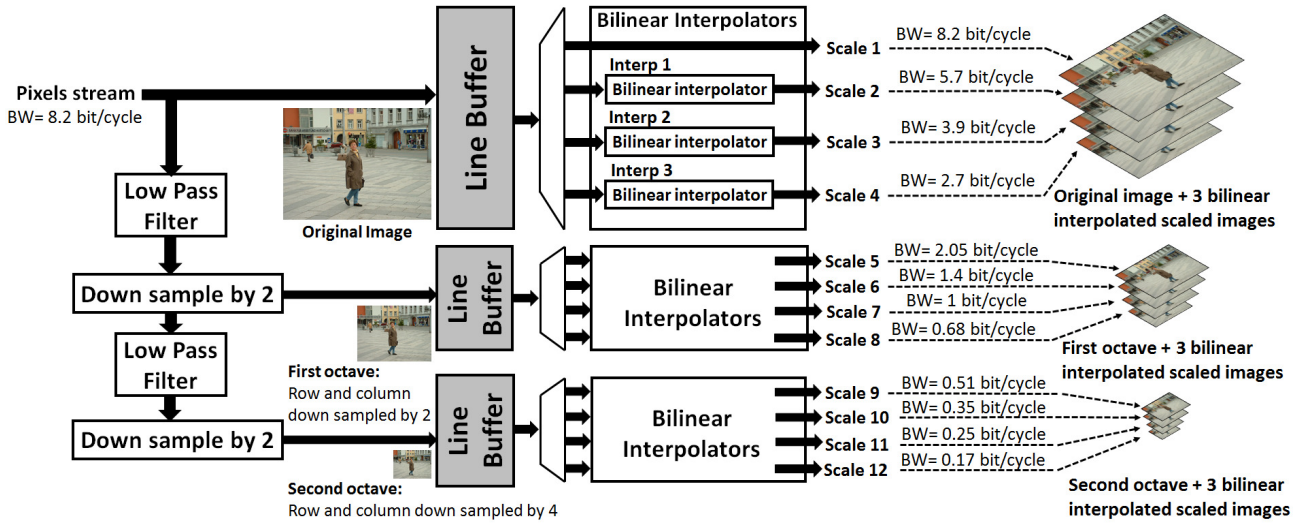 Pixels stream
BW= 8.2 bit/cycle
Low Pass
Filter
Down sample by 2
Low Pass
Filter
Down sample by 2
Original Image
Line Buffer
Bilinear Interpolators
Interp 1
Bilinear interpolator
Interp 2
Bilinear interpolator
Interp 3
Bilinear interpolator
Scale 1
Scale 2
Scale 3
Scale 4
BW= 8.2 bit/cycle
BW= 5.7 bit/cycle
BW= 3.9 bit/cycle
BW= 2.7 bit/cycle
Original image + 3 bilinear
interpolated scaled images
First octave:
Row and column
down sampled by 2
Line
Buffer
Bilinear
Interpolators
Scale 5
Scale 6
Scale 7
Scale 8
BW= 2.05 bit/cycle
BW= 1.4 bit/cycle
BW= 1 bit/cycle
BW= 0.68 bit/cycle
First octave + 3 bilinear
interpolated scaled images
Second octave:
Row and column down sampled by 4
Line
Buffer
Bilinear
Interpolators
Scale 9
Scale 10
Scale 11
Scale 12
BW= 0.51 bit/cycle
BW= 0.35 bit/cycle
BW= 0.25 bit/cycle
BW= 0.17 bit/cycle
Second octave + 3 bilinear
interpolated scaled images